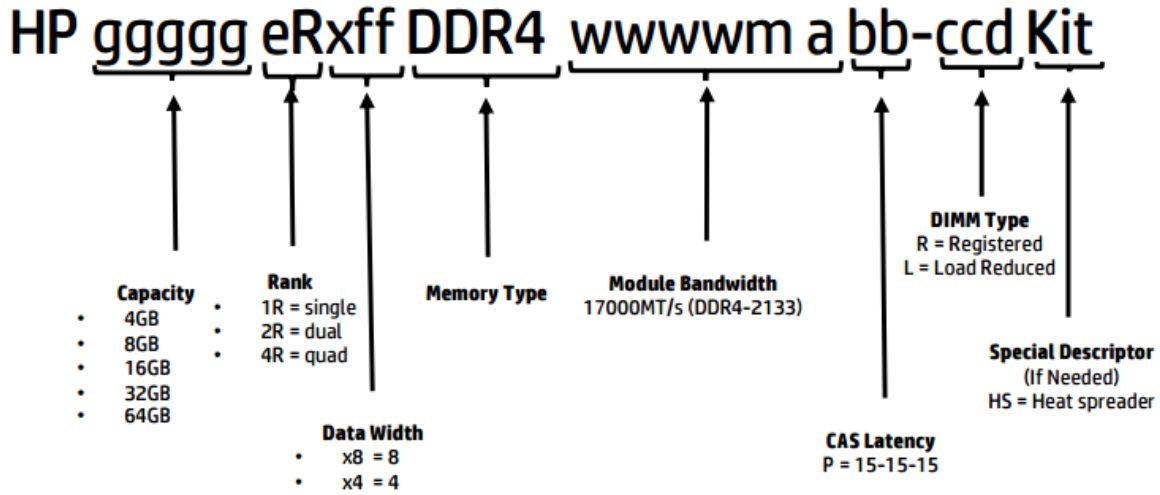 HP ggggg eRxff DDR4 wwwwm a bb-ccd Kit
Capacity
• 4GB
• 8GB
• 16GB
• 32GB
• 64GB
Rank
• 1R = single
• 2R = dual
• 4R = quad
Data Width
• x8 = 8
• x4 = 4
Memory Type
Module Bandwidth
17000MT/s (DDR4-2133)
CAS Latency
P = 15-15-15
DIMM Type
R = Registered
L = Load Reduced
Special Descriptor
(If Needed)
HS = Heat spreader